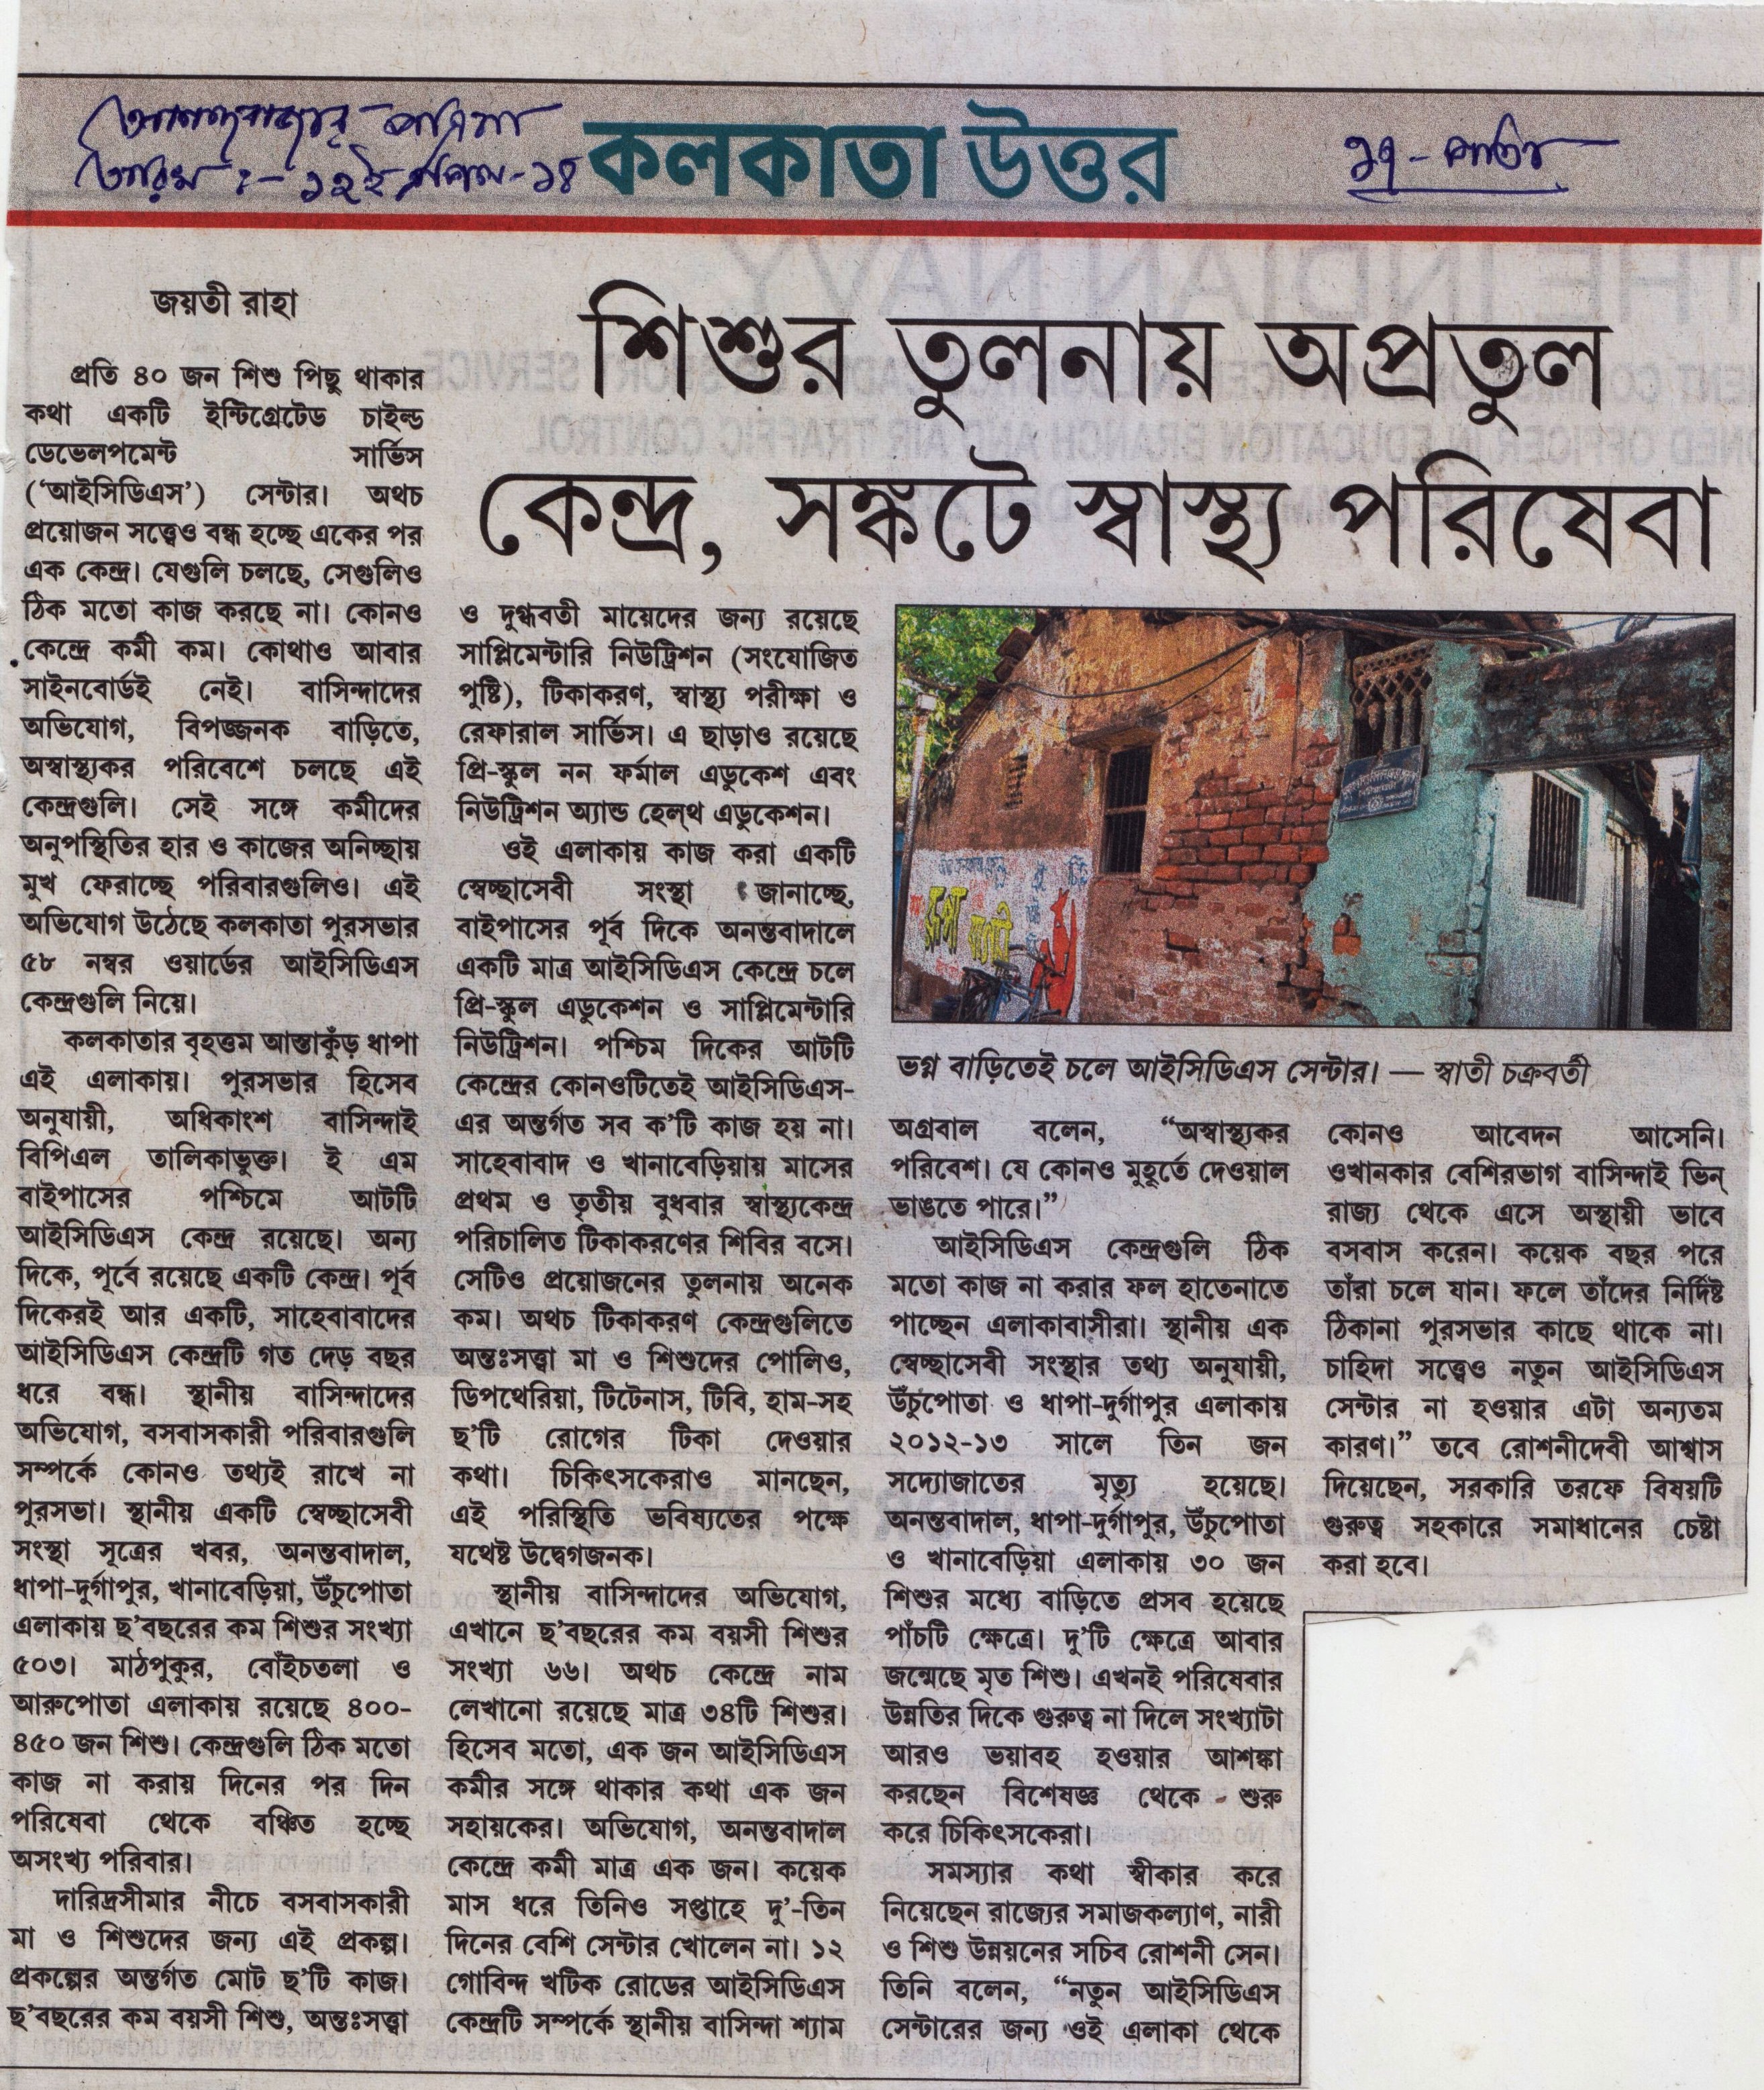 আনন্দবাজার পত্রিকা
তারিখ :- ১২ই এপ্রিল - ১৪
কলকাতা উত্তর
১৭ - পাতা
জয়তী রাহা
শিশুর তুলনায় অপ্রতুল
কেন্দ্র, সঙ্কটে স্বাস্থ্য পরিষেবা
প্রতি ৪০ জন শিশু পিছু থাকার
কথা একটি ইন্টিগ্রেটেড চাইল্ড
ডেভেলপমেন্ট সার্ভিস
(‘আইসিডিএস’) সেন্টার। অথচ
প্রয়োজন সত্ত্বেও বন্ধ হচ্ছে একের পর
এক কেন্দ্র। যেগুলি চলছে, সেগুলিও
ঠিক মতো কাজ করছে না। কোনও
কেন্দ্রে কর্মী কম। কোথাও আবার
সাইনবোর্ডই নেই। বাসিন্দাদের
অভিযোগ, বিপজ্জনক বাড়িতে,
অস্বাস্থ্যকর পরিবেশে চলছে এই
কেন্দ্রগুলি। সেই সঙ্গে কর্মীদের
অনুপস্থিতির হার ও কাজের অনিচ্ছায়
মুখ ফেরাচ্ছে পরিবারগুলিও। এই
অভিযোগ উঠেছে কলকাতা পুরসভার
৫৮ নম্বর ওয়ার্ডের আইসিডিএস
কেন্দ্রগুলি নিয়ে।
কলকাতার বৃহত্তম আস্তাকুঁড় ধাপা
এই এলাকায়। পুরসভার হিসেব
অনুযায়ী, অধিকাংশ বাসিন্দাই
বিপিএল তালিকাভুক্ত। ই এম
বাইপাসের পশ্চিমে আটটি
আইসিডিএস কেন্দ্র রয়েছে। অন্য
দিকে, পূর্বে রয়েছে একটি কেন্দ্র। পূর্ব
দিকেরই আর একটি, সাহেবাবাদের
আইসিডিএস কেন্দ্রটি গত দেড় বছর
ধরে বন্ধ। স্থানীয় বাসিন্দাদের
অভিযোগ, বসবাসকারী পরিবারগুলি
সম্পর্কে কোনও তথ্যই রাখে না
পুরসভা। স্থানীয় একটি স্বেচ্ছাসেবী
সংস্থা সূত্রের খবর, অনন্তবাদাল,
ধাপা-দুর্গাপুর, খানাবেড়িয়া, উঁচুপোতা
এলাকায় ছ’বছরের কম শিশুর সংখ্যা
৫০৩। মাঠপুকুর, বোঁইচতলা ও
আরুপোতা এলাকায় রয়েছে ৪০০-
৪৫০ জন শিশু। কেন্দ্রগুলি ঠিক মতো
কাজ না করায় দিনের পর দিন
পরিষেবা থেকে বঞ্চিত হচ্ছে
অসংখ্য পরিবার।
দারিদ্রসীমার নীচে বসবাসকারী
মা ও শিশুদের জন্য এই প্রকল্প।
প্রকল্পের অন্তর্গত মোট ছ’টি কাজ।
ছ’বছরের কম বয়সী শিশু, অন্তঃসত্ত্বা
ও দুগ্ধবতী মায়েদের জন্য রয়েছে
সাপ্লিমেন্টারি নিউট্রিশন (সংযোজিত
পুষ্টি), টিকাকরণ, স্বাস্থ্য পরীক্ষা ও
রেফারাল সার্ভিস। এ ছাড়াও রয়েছে
প্রি-স্কুল নন ফর্মাল এডুকেশ এবং
নিউট্রিশন অ্যান্ড হেল্‌থ এডুকেশন।
ওই এলাকায় কাজ করা একটি
স্বেচ্ছাসেবী সংস্থা জানাচ্ছে,
বাইপাসের পূর্ব দিকে অনন্তবাদালে
একটি মাত্র আইসিডিএস কেন্দ্রে চলে
প্রি-স্কুল এডুকেশন ও সাপ্লিমেন্টারি
নিউট্রিশন। পশ্চিম দিকের আটটি
কেন্দ্রের কোনওটিতেই আইসিডিএস-
এর অন্তর্গত সব ক’টি কাজ হয় না।
সাহেবাবাদ ও খানাবেড়িয়ায় মাসের
প্রথম ও তৃতীয় বুধবার স্বাস্থ্যকেন্দ্র
পরিচালিত টিকাকরণের শিবির বসে।
সেটিও প্রয়োজনের তুলনায় অনেক
কম। অথচ টিকাকরণ কেন্দ্রগুলিতে
অন্তঃসত্ত্বা মা ও শিশুদের পোলিও,
ডিপথেরিয়া, টিটেনাস, টিবি, হাম-সহ
ছ’টি রোগের টিকা দেওয়ার
কথা। চিকিৎসকেরাও মানছেন,
এই পরিস্থিতি ভবিষ্যতের পক্ষে
যথেষ্ট উদ্বেগজনক।
স্থানীয় বাসিন্দাদের অভিযোগ,
এখানে ছ’বছরের কম বয়সী শিশুর
সংখ্যা ৬৬। অথচ কেন্দ্রে নাম
লেখানো রয়েছে মাত্র ৩৪টি শিশুর।
হিসেব মতো, এক জন আইসিডিএস
কর্মীর সঙ্গে থাকার কথা এক জন
সহায়কের। অভিযোগ, অনন্তবাদাল
কেন্দ্রে কর্মী মাত্র এক জন। কয়েক
মাস ধরে তিনিও সপ্তাহে দু’-তিন
দিনের বেশি সেন্টার খোলেন না। ১২
গোবিন্দ খটিক রোডের আইসিডিএস
কেন্দ্রটি সম্পর্কে স্থানীয় বাসিন্দা শ্যাম
ভগ্ন বাড়িতেই চলে আইসিডিএস সেন্টার। — স্বাতী চক্রবর্তী
অগ্রবাল বলেন, “অস্বাস্থ্যকর
পরিবেশ। যে কোনও মুহূর্তে দেওয়াল
ভাঙতে পারে।”
আইসিডিএস কেন্দ্রগুলি ঠিক
মতো কাজ না করার ফল হাতেনাতে
পাচ্ছেন এলাকাবাসীরা। স্থানীয় এক
স্বেচ্ছাসেবী সংস্থার তথ্য অনুযায়ী,
উঁচুপোতা ও ধাপা-দুর্গাপুর এলাকায়
২০১২-১৩ সালে তিন জন
সদ্যোজাতের মৃত্যু হয়েছে।
অনন্তবাদাল, ধাপা-দুর্গাপুর, উঁচুপোতা
ও খানাবেড়িয়া এলাকায় ৩০ জন
শিশুর মধ্যে বাড়িতে প্রসব হয়েছে
পাঁচটি ক্ষেত্রে। দু’টি ক্ষেত্রে আবার
জন্মেছে মৃত শিশু। এখনই পরিষেবার
উন্নতির দিকে গুরুত্ব না দিলে সংখ্যাটা
আরও ভয়াবহ হওয়ার আশঙ্কা
করছেন বিশেষজ্ঞ থেকে শুরু
করে চিকিৎসকেরা।
সমস্যার কথা স্বীকার করে
নিয়েছেন রাজ্যের সমাজকল্যাণ, নারী
ও শিশু উন্নয়নের সচিব রোশনী সেন।
তিনি বলেন, “নতুন আইসিডিএস
সেন্টারের জন্য ওই এলাকা থেকে
কোনও আবেদন আসেনি।
ওখানকার বেশিরভাগ বাসিন্দাই ভিন্‌
রাজ্য থেকে এসে অস্থায়ী ভাবে
বসবাস করেন। কয়েক বছর পরে
তাঁরা চলে যান। ফলে তাঁদের নির্দিষ্ট
ঠিকানা পুরসভার কাছে থাকে না।
চাহিদা সত্ত্বেও নতুন আইসিডিএস
সেন্টার না হওয়ার এটা অন্যতম
কারণ।” তবে রোশনীদেবী আশ্বাস
দিয়েছেন, সরকারি তরফে বিষয়টি
গুরুত্ব সহকারে সমাধানের চেষ্টা
করা হবে।